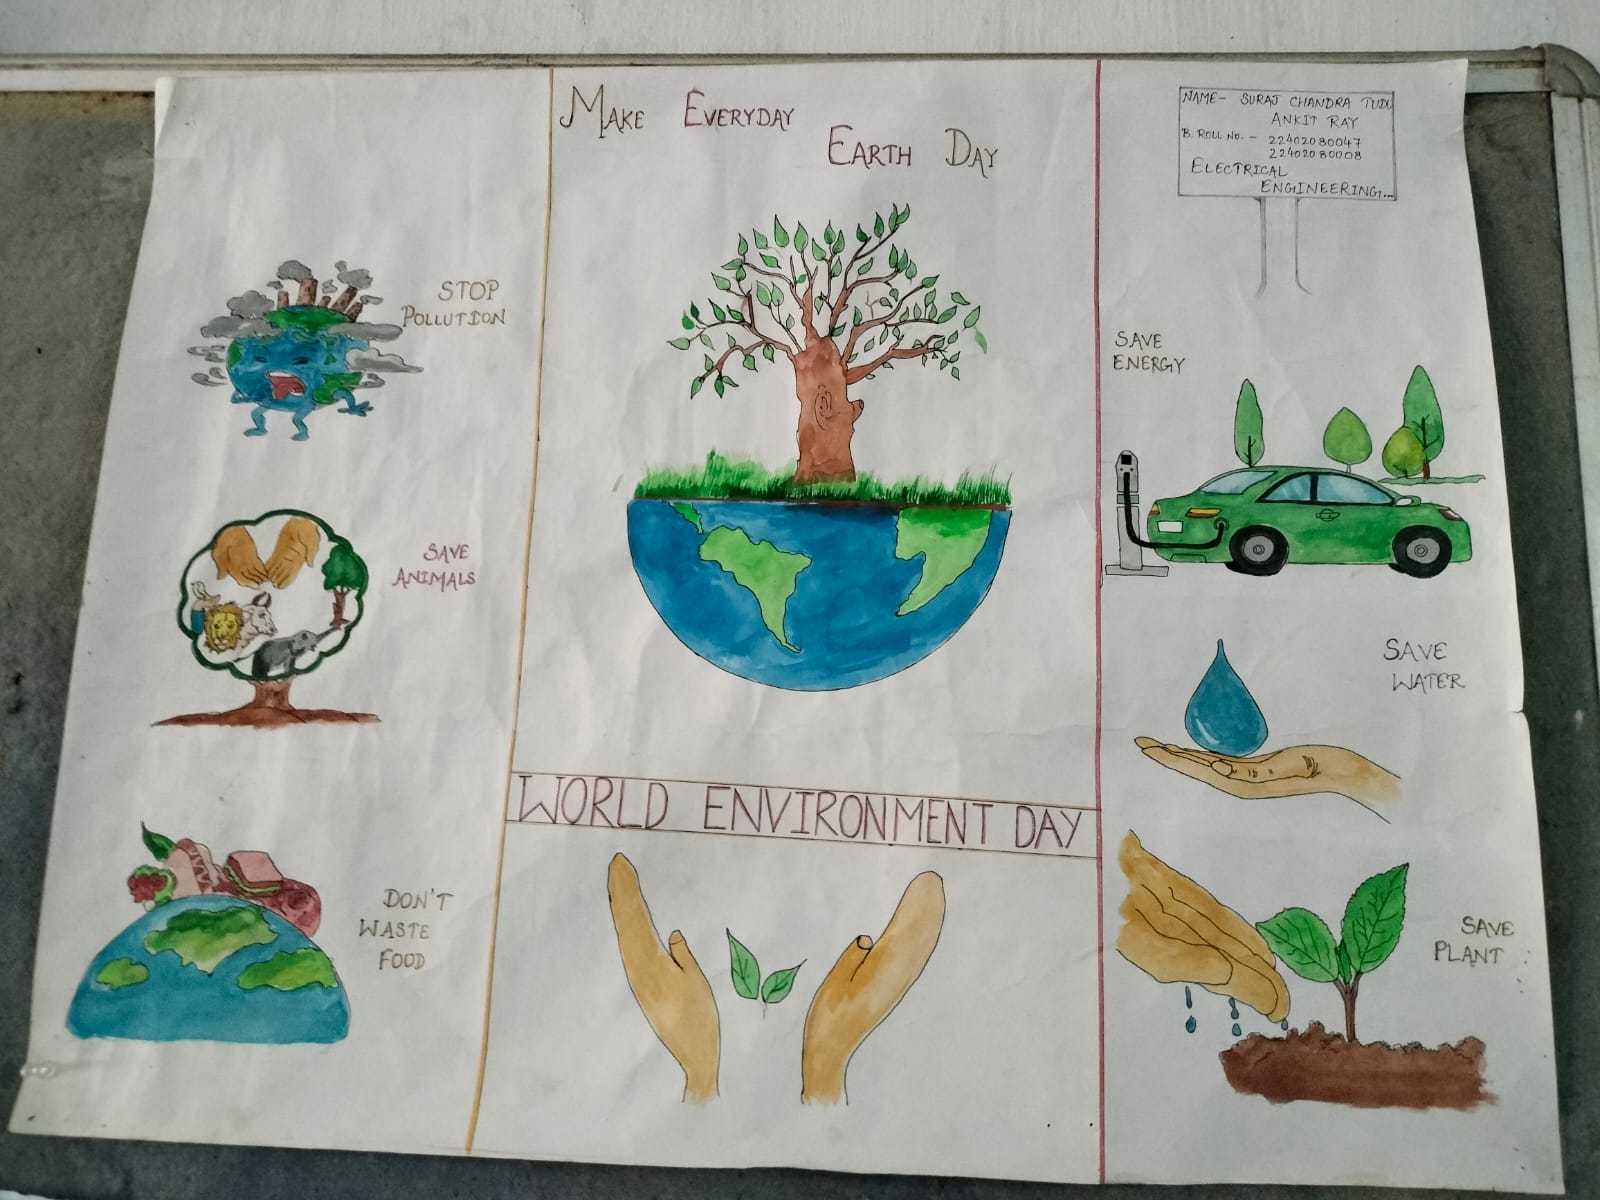 MAKE EVERYDAY
EARTH DAY
NAME- SURAJ CHANDRA TUDU
ANKIT RAY
B. ROLL NO. - 22402080047
22402080008
ELECTRICAL
ENGINEERING...
STOP
POLLUTION
SAVE
ANIMALS
DON'T
WASTE
FOOD
WORLD ENVIRONMENT DAY
SAVE
ENERGY
SAVE
WATER
SAVE
PLANT